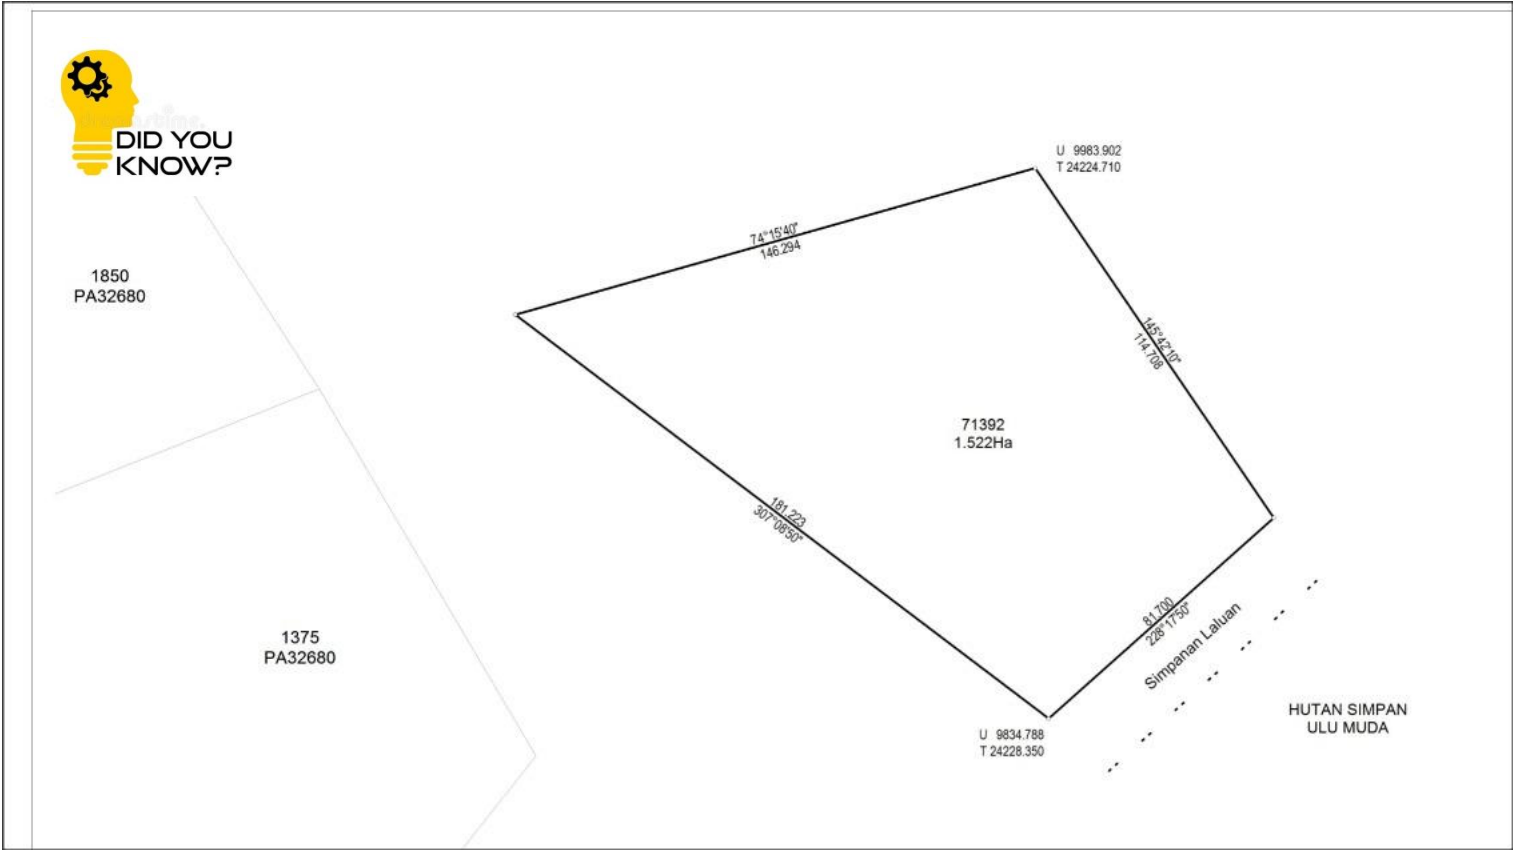 DID YOU
KNOW?
U 9983.902
T 24224.710
74°15'40"
146.294
1850
PA32680
145°42'10"
114.708
71392
1.522Ha
181.223
307°08'50"
81.700
228°17'50"
Simpanan Laluan
1375
PA32680
HUTAN SIMPAN
ULU MUDA
U 9834.788
T 24228.350